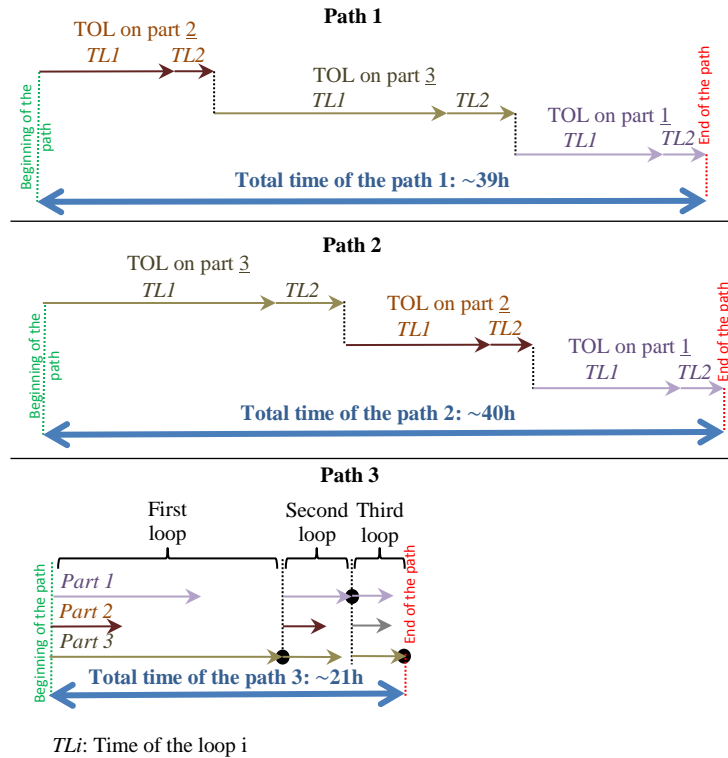 Path 1
TOL on part 2
TL1 TL2
TOL on part 3
TL1 TL2
TOL on part 1
TL1 TL2
Beginning of the
path
End of the path
Total time of the path 1: ~39h
Path 2
TOL on part 3
TL1 TL2
TOL on part 2
TL1 TL2
TOL on part 1
TL1 TL2
Beginning of the
path
End of the path
Total time of the path 2: ~40h
Path 3
First
loop
Second
loop
Third
loop
Part 1
Part 2
Part 3
Beginning of the path
End of the path
Total time of the path 3: ~21h
TLi: Time of the loop i